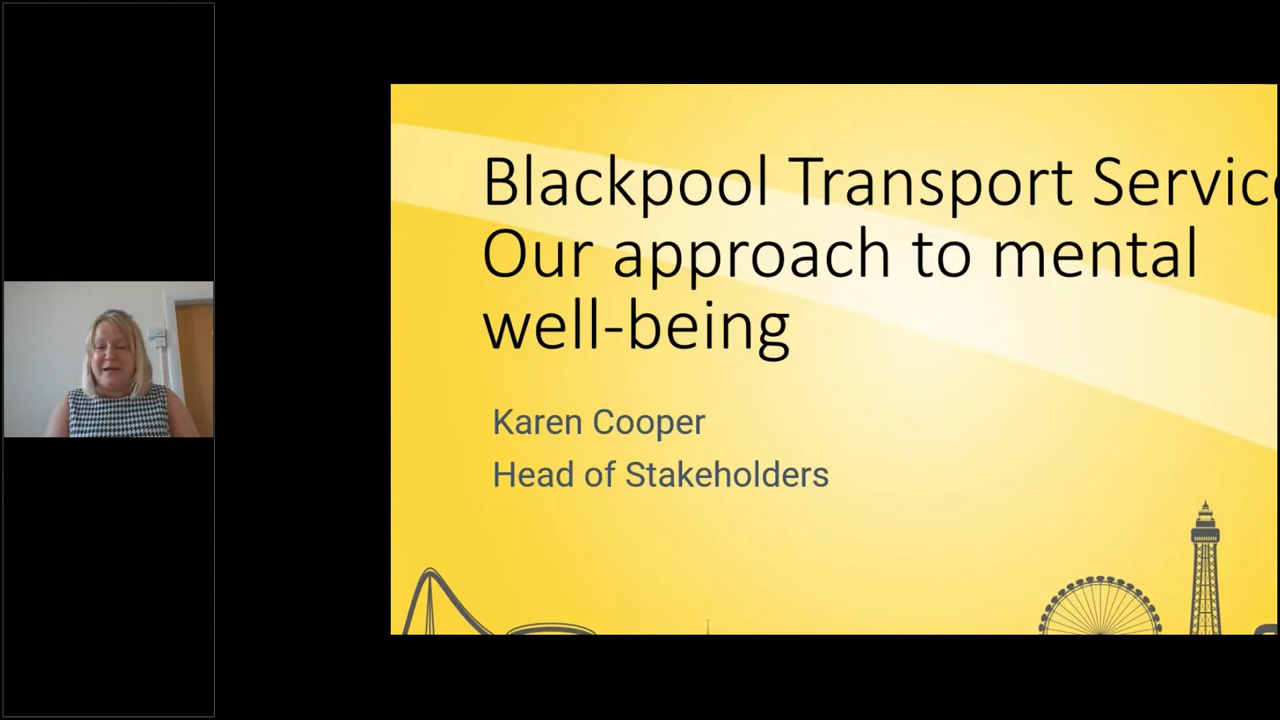 Blackpool Transport Servic
Our approach to mental
well-being
Karen Cooper
Head of Stakeholders